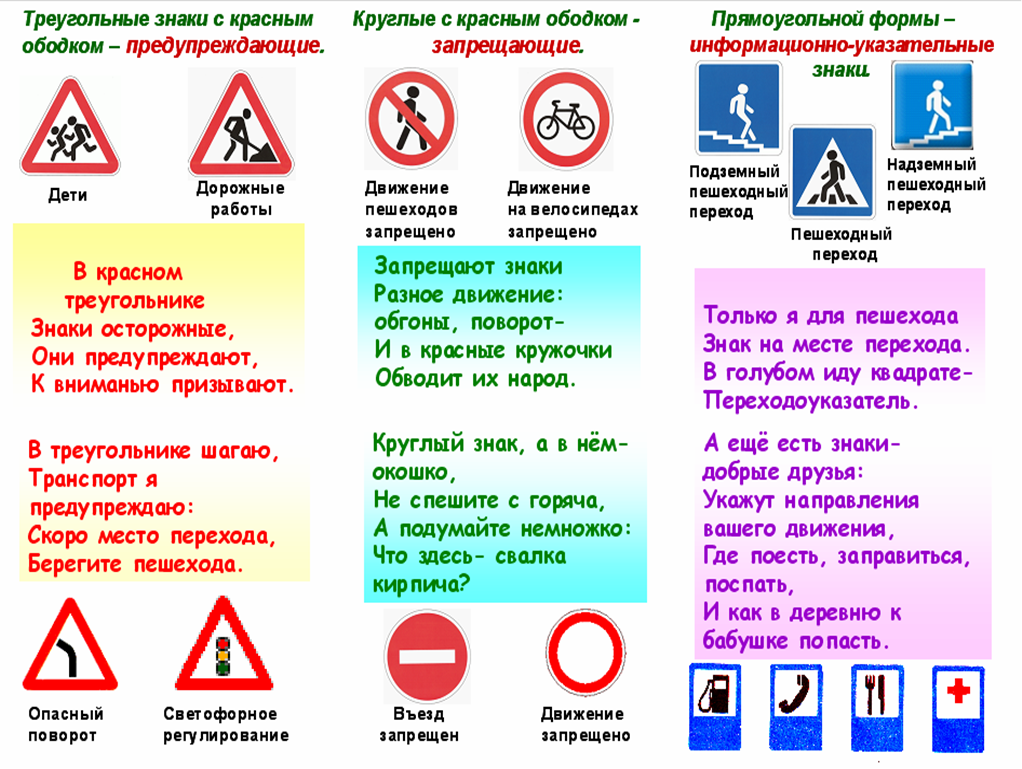 Треугольные знаки с красным
ободком – предупреждающие.
Дети
Дорожные
работы
В красном
треугольнике
Знаки осторожные,
Они предупреждают,
К вниманью призывают.
В треугольнике шагаю,
Транспорт я
предупреждаю:
Скоро место перехода,
Берегите пешехода.
Опасный
поворот
Светофорное
регулирование
Круглые с красным ободком -
запрещающие.
Движение
пешеходов
запрещено
Движение
на велосипедах
запрещено
Запрещают знаки
Разное движение:
обгоны, поворот–
И в красные кружочки
Обводит их народ.
Круглый знак, а в нём-
окошко,
Не спешите с горяча,
А подумайте немножко:
Что здесь- свалка
кирпича?
Въезд
запрещен
Движение
запрещено
Прямоугольной формы –
информационно-указательные
знаки.
Подземный
пешеходный
переход
Пешеходный
переход
Надземный
пешеходный
переход
Только я для пешехода
Знак на месте перехода.
В голубом иду квадрате-
Переходоуказатель.
А ещё есть знаки-
добрые друзья:
Укажут направления
вашего движения,
Где поесть, заправиться,
поспать,
И как в деревню к
бабушке попасть.